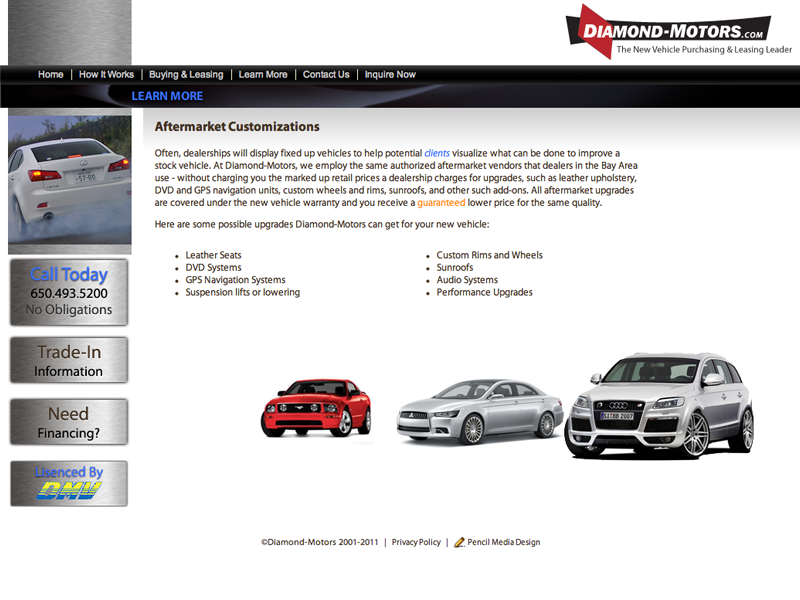 DIAMOND-MOTORS.COM
The New Vehicle Purchasing & Leasing Leader
Home | How It Works | Buying & Leasing | Learn More | Contact Us | Inquire Now
LEARN MORE
Aftermarket Customizations
Often, dealerships will display fixed up vehicles to help potential clients visualize what can be done to improve a
stock vehicle. At Diamond-Motors, we employ the same authorized aftermarket vendors that dealers in the Bay Area
use - without charging you the marked up retail prices a dealership charges for upgrades, such as leather upholstery,
DVD and GPS navigation units, custom wheels and rims, sunroofs, and other such add-ons. All aftermarket upgrades
are covered under the new vehicle warranty and you receive a guaranteed lower price for the same quality.
Here are some possible upgrades Diamond-Motors can get for your new vehicle:
• Leather Seats
• DVD Systems
• GPS Navigation Systems
• Suspension lifts or lowering
• Custom Rims and Wheels
• Sunroofs
• Audio Systems
• Performance Upgrades
Call Today
650.493.5200
No Obligations
Trade-In
Information
Need
Financing?
Lisenced By
DMV
©Diamond-Motors 2001-2011 | Privacy Policy | Pencil Media Design